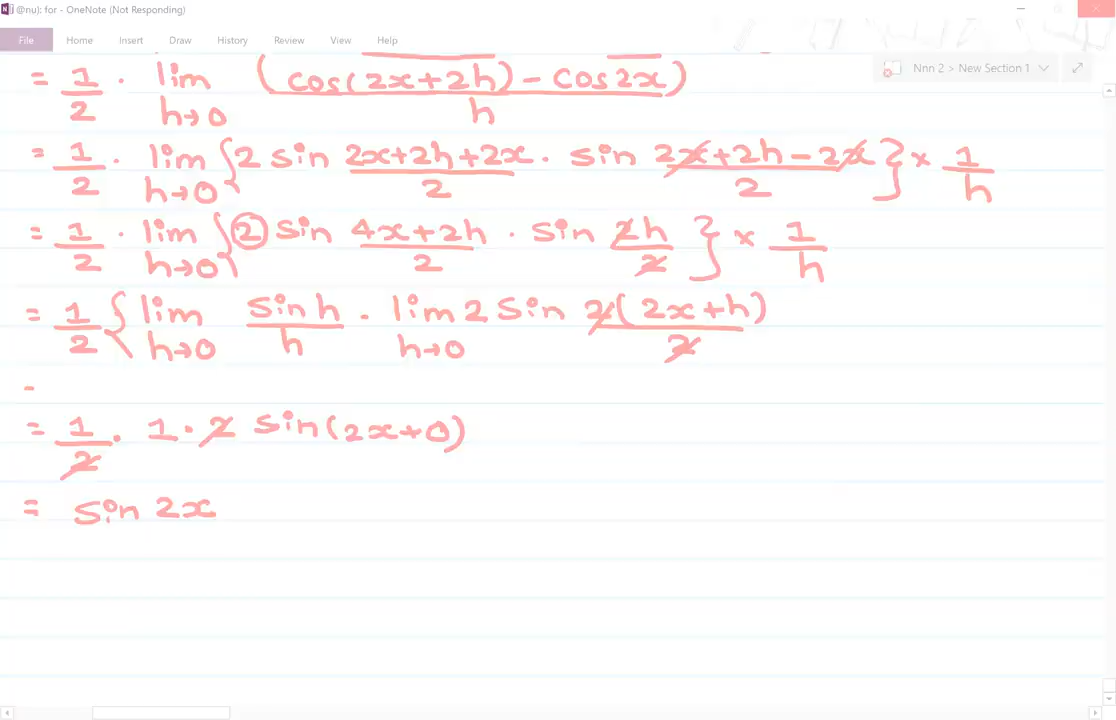 @nu): for - OneNote (Not Responding)
File Home Insert Draw History Review View Help
Nnn 2 > New Section 1
= 1/2 · lim h→0 (cos(2x+2h) - cos2x)/h
= 1/2 · lim h→0 {2 sin (2x+2h+2x)/2 · sin (2x+2h-2x)/2} × 1/h
= 1/2 · lim h→0 {2 sin (4x+2h)/2 · sin 2h/2} × 1/h
= 1/2 {lim h→0 sinh/h · lim h→0 2 sin 2(2x+h)/2
=
= 1/2 · 1 · 2 sin(2x+0)
= sin 2x